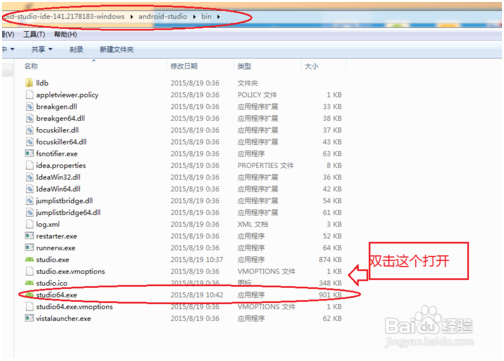 oid-studio-ide-141.2178183-windows ▸ android-studio ▸ bin ▸
(V) 工具(T) 帮助(H)
中 ▾ 共享 ▾ 刻录 新建文件夹
名称 修改日期 类型 大小
lldb 2015/8/19 0:36 文件夹
appletviewer.policy 2015/8/19 0:36 POLICY 文件 1 KB
breakgen.dll 2015/8/19 0:36 应用程序扩展 33 KB
breakgen64.dll 2015/8/19 0:36 应用程序扩展 38 KB
focuskiller.dll 2015/8/19 0:36 应用程序扩展 37 KB
focuskiller64.dll 2015/8/19 0:36 应用程序扩展 43 KB
fsnotifier.exe 2015/8/19 0:36 应用程序 63 KB
idea.properties 2015/8/19 0:36 PROPERTIES 文件 8 KB
IdeaWin32.dll 2015/8/19 0:36 应用程序扩展 36 KB
IdeaWin64.dll 2015/8/19 0:36 应用程序扩展 42 KB
jumplistbridge.dll 2015/8/19 0:36 应用程序扩展 54 KB
jumplistbridge64.dll 2015/8/19 0:36 应用程序扩展 61 KB
log.xml 2015/8/19 0:36 XML 文档 3 KB
restarter.exe 2015/8/19 0:36 应用程序 52 KB
runnerw.exe 2015/8/19 0:36 应用程序 64 KB
studio.exe 2015/8/19 10:37 应用程序 874 KB
studio.exe.vmoptions 2015/8/19 0:36 VMOPTIONS 文件 1 KB
studio.ico 2015/8/19 0:36 图标 348 KB
studio64.exe 2015/8/19 10:42 应用程序 901 KB
studio64.exe.vmoptions 2015/8/19 0:36 VMOPTIONS 文件 1 KB
vistalauncher.exe 2015/8/19 0:36 应用程序 62 KB
双击这个打开
Baidu 经验
jingyan.baidu.com